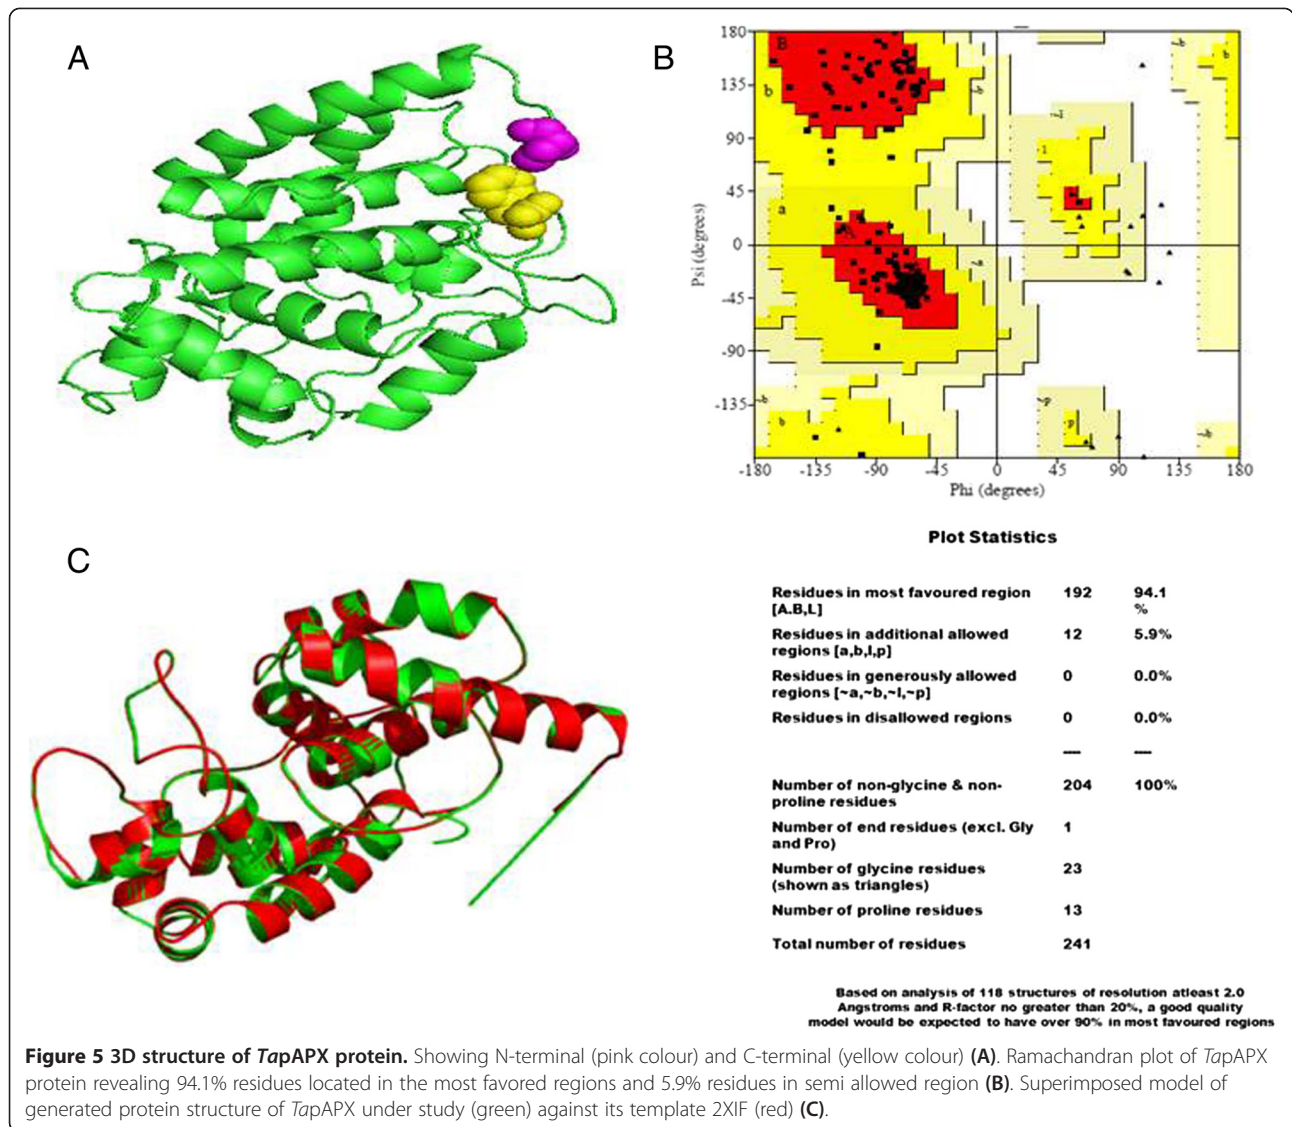 A
B
180
135
90
45
0
-45
-90
-135
Psi (degrees)
B
b
~b
~b
b
a
A
~a
~l
l
~b
b
~p
p
~b
-180 -135 -90 -45 0 45 90 135 180
Phi (degrees)
C
Plot Statistics
Residues in most favoured region 192 94.1
[A.B,L] %
Residues in additional allowed 12 5.9%
regions [a,b,l,p]
Residues in generously allowed 0 0.0%
regions [~a,~b,~l,~p]
Residues in disallowed regions 0 0.0%
---- ----
Number of non-glycine & non- 204 100%
proline residues
Number of end residues (excl. Gly 1
and Pro)
Number of glycine residues 23
(shown as triangles)
Number of proline residues 13
Total number of residues 241
Based on analysis of 118 structures of resolution atleast 2.0
Angstroms and R-factor no greater than 20%, a good quality
model would be expected to have over 90% in most favoured regions
Figure 5 3D structure of TapAPX protein. Showing N-terminal (pink colour) and C-terminal (yellow colour) (A). Ramachandran plot of TapAPX
protein revealing 94.1% residues located in the most favored regions and 5.9% residues in semi allowed region (B). Superimposed model of
generated protein structure of TapAPX under study (green) against its template 2XIF (red) (C).